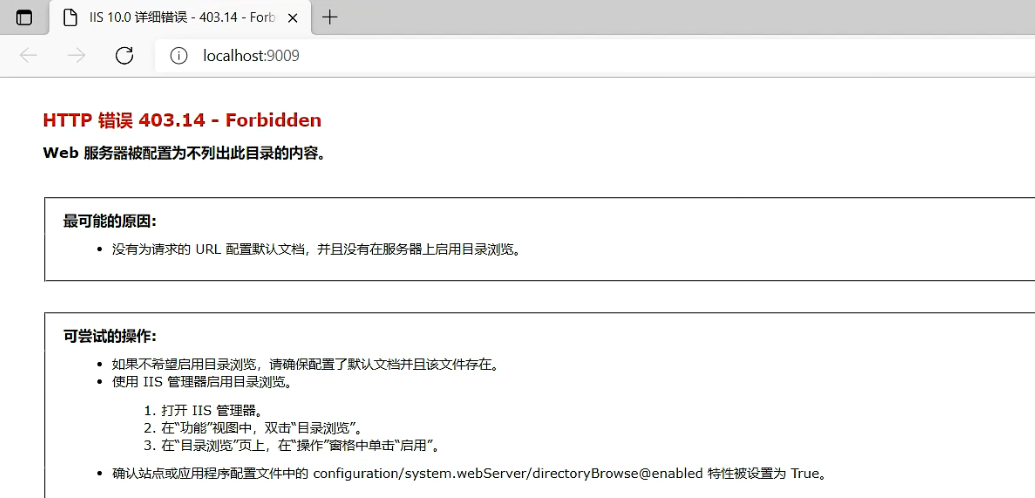 IIS 10.0 详细错误 - 403.14 - Forb
localhost:9009
HTTP 错误 403.14 - Forbidden
Web 服务器被配置为不列出此目录的内容。
最可能的原因:
• 没有为请求的 URL 配置默认文档，并且没有在服务器上启用目录浏览。
可尝试的操作:
• 如果不希望启用目录浏览，请确保配置了默认文档并且该文件存在。
• 使用 IIS 管理器启用目录浏览。
1. 打开 IIS 管理器。
2. 在“功能”视图中，双击“目录浏览”。
3. 在“目录浏览”页上，在“操作”窗格中单击“启用”。
• 确认站点或应用程序配置文件中的 configuration/system.webServer/directoryBrowse@enabled 特性被设置为 True。